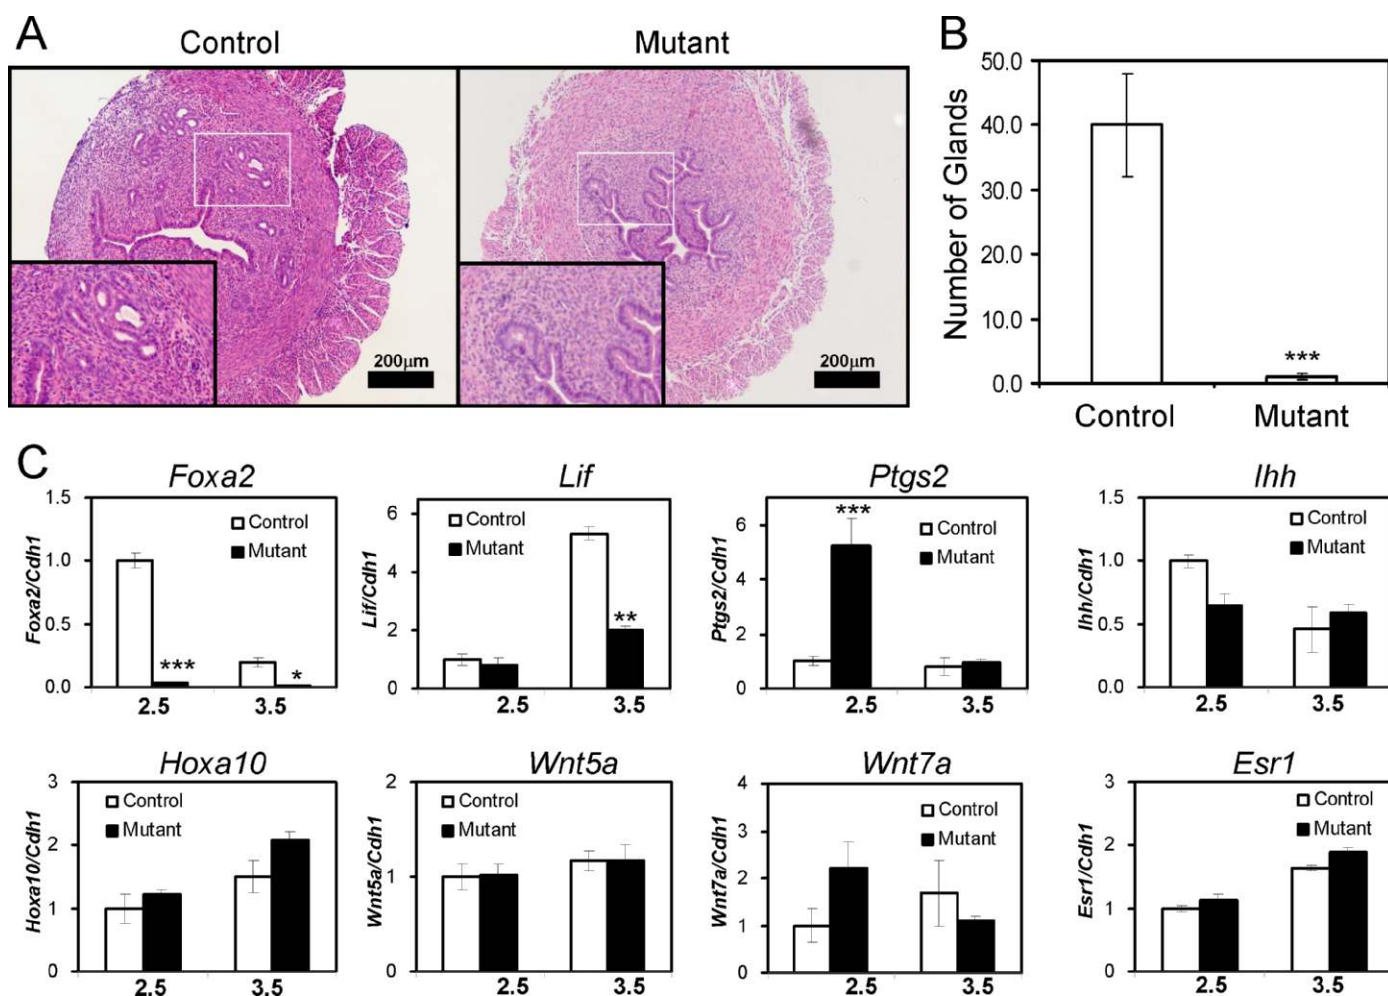 A
Control
Mutant
200µm
200µm
B
Number of Glands
50.0
40.0
30.0
20.0
10.0
0.0
***
Control
Mutant
C
Foxa2
Foxa2/Cdh1
1.5
1.0
0.5
0.0
Control
Mutant
***
*
2.5
3.5
Lif
Lif/Cdh1
6
4
2
0
Control
Mutant
**
2.5
3.5
Ptgs2
Ptgs2/Cdh1
6
4
2
0
***
Control
Mutant
2.5
3.5
Ihh
Ihh/Cdh1
1.5
1.0
0.5
0.0
Control
Mutant
2.5
3.5
Hoxa10
Hoxa10/Cdh1
3
2
1
0
Control
Mutant
2.5
3.5
Wnt5a
Wnt5a/Cdh1
2
1
0
Control
Mutant
2.5
3.5
Wnt7a
Wnt7a/Cdh1
4
3
2
1
0
Control
Mutant
2.5
3.5
Esr1
Esr1/Cdh1
3
2
1
0
Control
Mutant
2.5
3.5